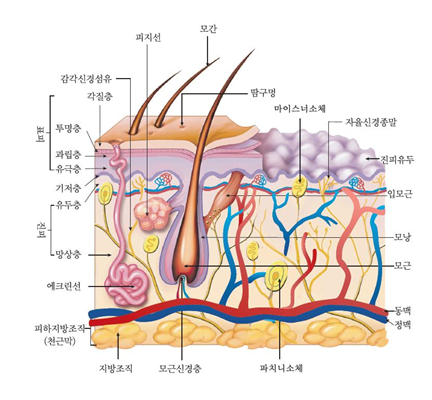 모간
피지선
감각신경섬유
땀구멍
각질층
마이스너소체
자율신경종말
표피
투명층
과립층
유극층
진피유두
기저층
유두층
입모근
진피
망상층
모낭
모근
에크린선
동맥
정맥
피하지방조직
(천근막)
지방조직
모근신경층
파치니소체